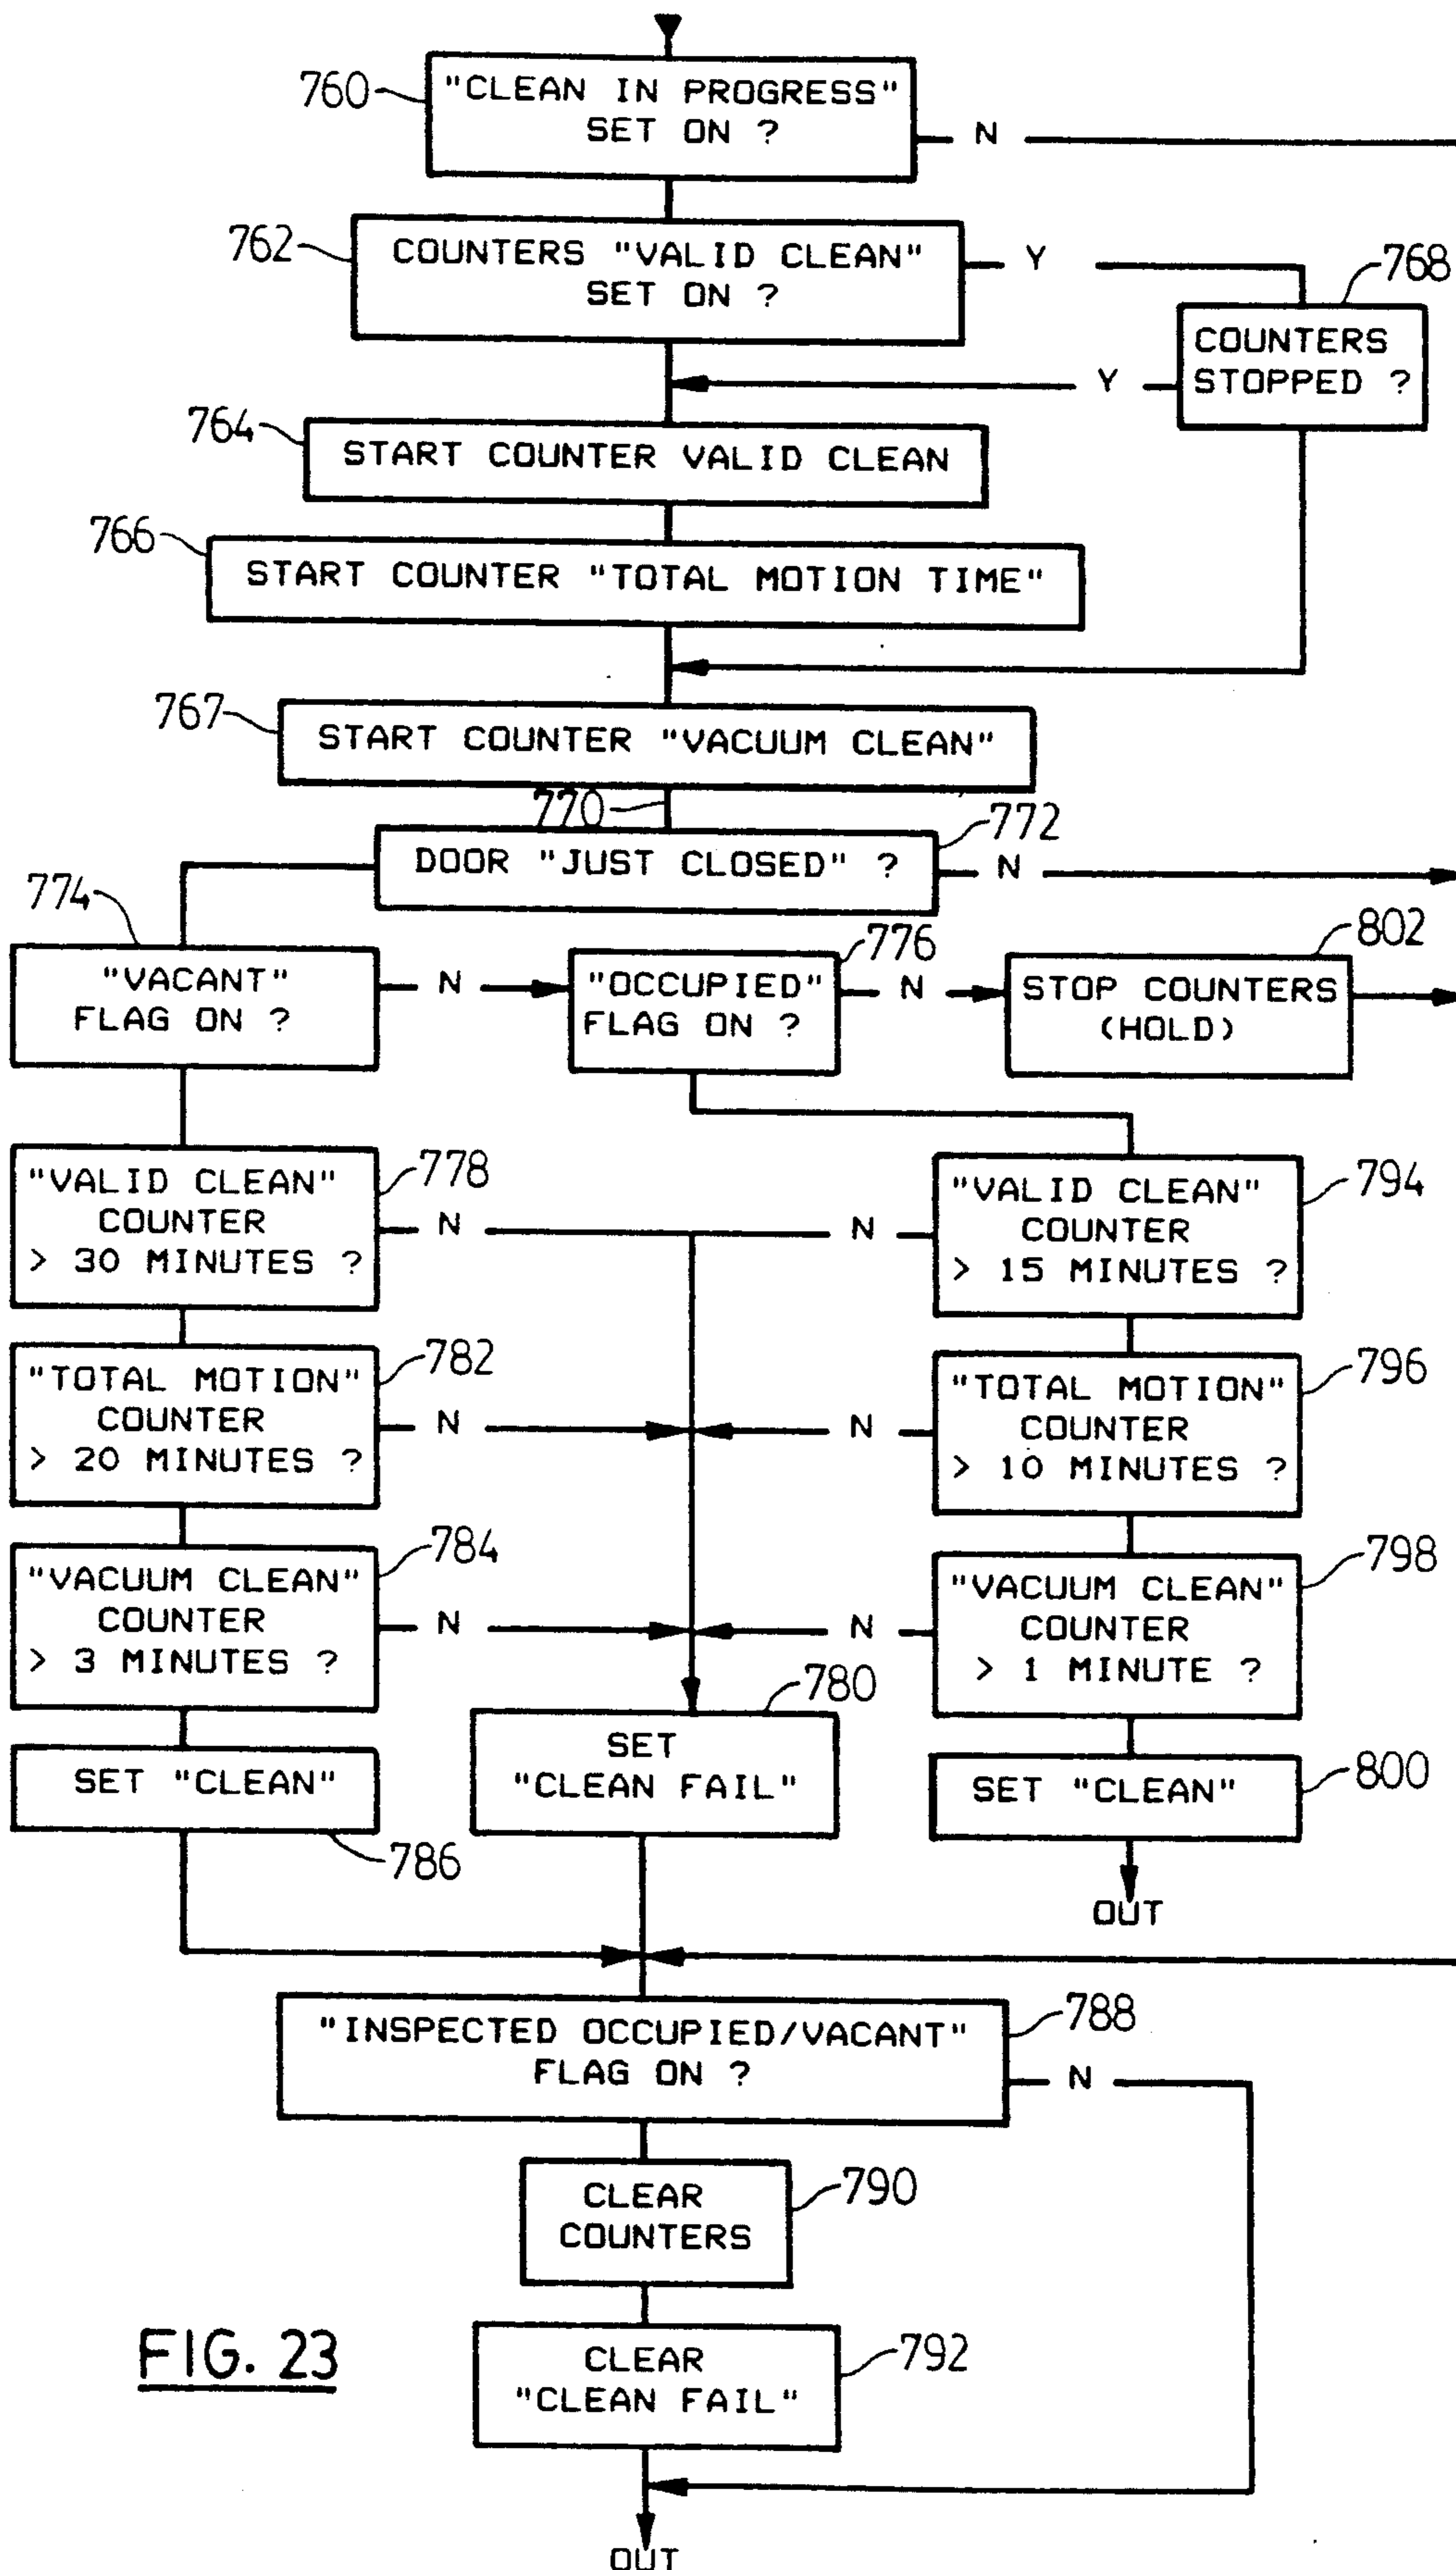 760
"CLEAN IN PROGRESS"
SET ON ?
N
762
COUNTERS "VALID CLEAN"
SET ON ?
Y
768
COUNTERS
STOPPED ?
Y
764
START COUNTER VALID CLEAN
766
START COUNTER "TOTAL MOTION TIME"
767
START COUNTER "VACUUM CLEAN"
770
772
DOOR "JUST CLOSED" ?
N
774
"VACANT"
FLAG ON ?
N
776
"OCCUPIED"
FLAG ON ?
N
802
STOP COUNTERS
(HOLD)
778
"VALID CLEAN"
COUNTER
> 30 MINUTES ?
N
794
"VALID CLEAN"
COUNTER
> 15 MINUTES ?
N
782
"TOTAL MOTION"
COUNTER
> 20 MINUTES ?
N
796
"TOTAL MOTION"
COUNTER
> 10 MINUTES ?
N
784
"VACUUM CLEAN"
COUNTER
> 3 MINUTES ?
N
798
"VACUUM CLEAN"
COUNTER
> 1 MINUTE ?
N
SET "CLEAN"
786
780
SET
"CLEAN FAIL"
SET "CLEAN"
800
OUT
"INSPECTED OCCUPIED/VACANT"
FLAG ON ?
788
N
CLEAR
COUNTERS
790
CLEAR
"CLEAN FAIL"
792
FIG. 23
OUT